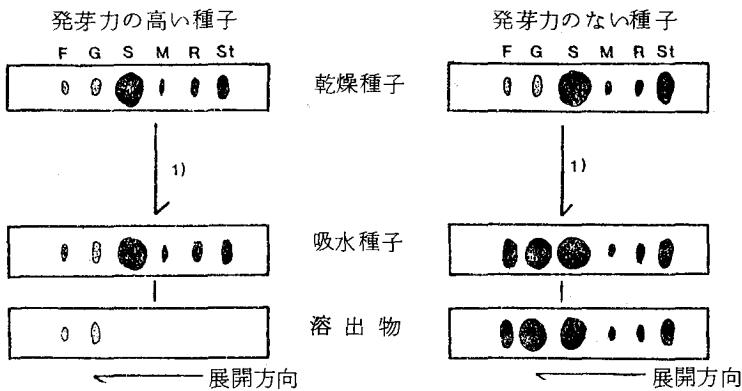 発芽力の高い種子
F G S M R St
発芽力のない種子
F G S M R St
乾燥種子
1)
1)
吸水種子
溶出物
展開方向
展開方向